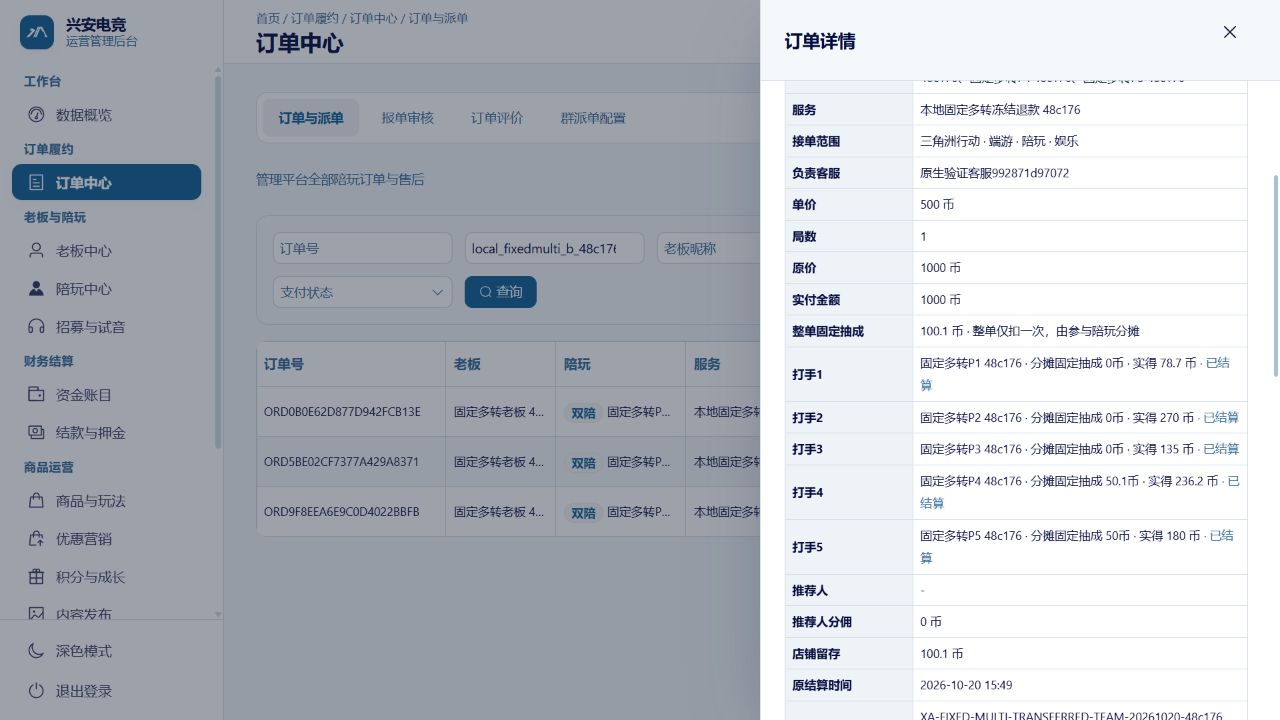 兴安电竞
运营管理后台
工作台
数据概览
订单履约
订单中心
老板与陪玩
老板中心
陪玩中心
招募与试音
财务结算
资金账目
结款与押金
商品运营
商品与玩法
优惠营销
积分与成长
内容发布
深色模式
退出登录
首页 / 订单履约 / 订单中心 / 订单与派单
订单中心
订单与派单 报单审核 订单评价 群派单配置
管理平台全部陪玩订单与售后
订单号 local_fixedmulti_b_48c176 老板昵称
支付状态 查询
订单号 老板 陪玩 服务
ORD0B0E62D877D942FCB13E 固定多转老板 4... 双陪 固定多转P... 本地固定多转
ORD5BE02CF7377A429A8371 固定多转老板 4... 双陪 固定多转P... 本地固定多转
ORD9F8EEA6E9C0D4022BBFB 固定多转老板 4... 双陪 固定多转P... 本地固定多转
订单详情
服务 本地固定多转冻结退款 48c176
接单范围 三角洲行动 · 端游 · 陪玩 · 娱乐
负责客服 原生验证客服992871d97072
单价 500 币
局数 1
原价 1000 币
实付金额 1000 币
整单固定抽成 100.1 币 · 整单仅扣一次，由参与陪玩分摊
打手1 固定多转P1 48c176 · 分摊固定抽成 0币 · 实得 78.7 币 · 已结
算
打手2 固定多转P2 48c176 · 分摊固定抽成 0币 · 实得 270 币 · 已结算
打手3 固定多转P3 48c176 · 分摊固定抽成 0币 · 实得 135 币 · 已结算
打手4 固定多转P4 48c176 · 分摊固定抽成 50.1币 · 实得 236.2 币 · 已
结算
打手5 固定多转P5 48c176 · 分摊固定抽成 50币 · 实得 180 币 · 已结
算
推荐人 -
推荐人分佣 0 币
店铺留存 100.1 币
原结算时间 2026-10-20 15:49
XA-FIXED-MULTI-TRANSFERRED-TEAM-20261020-48c176